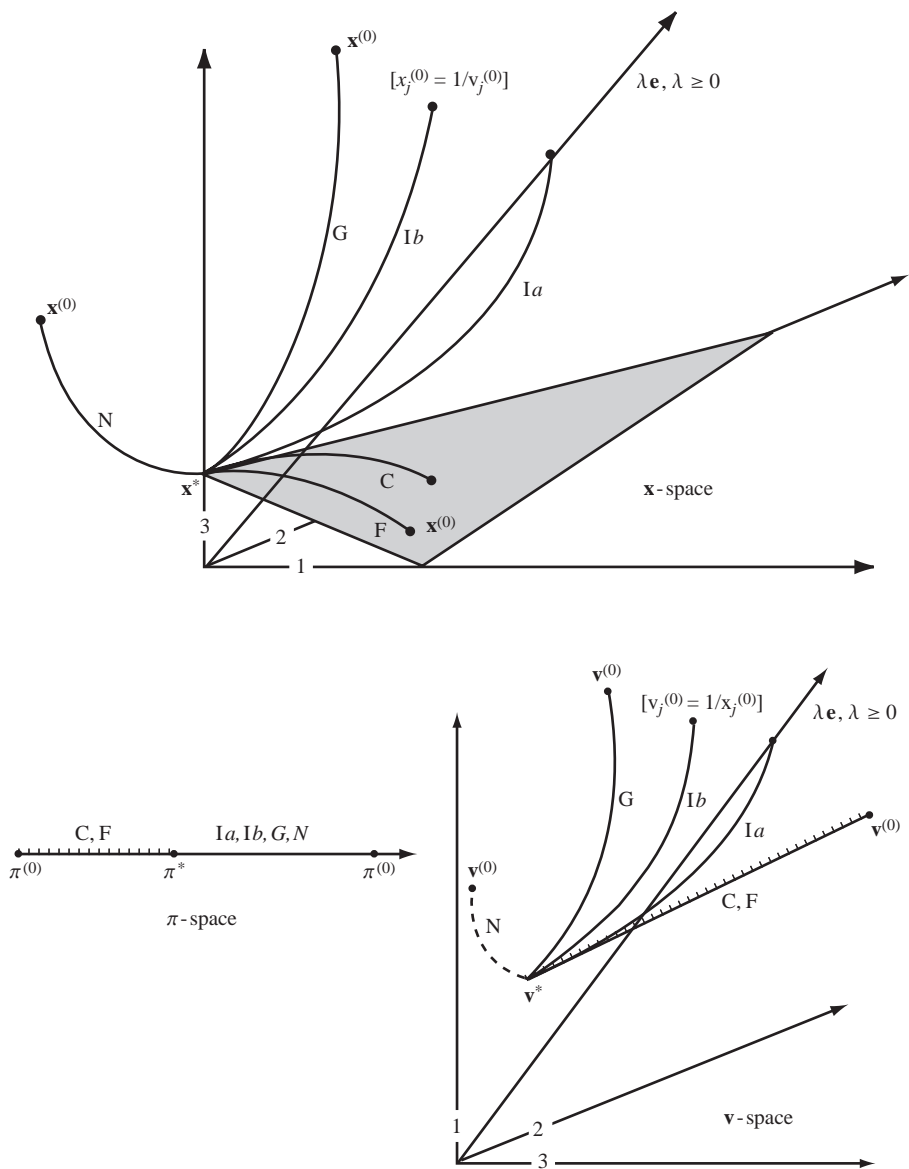 x(0)
[xj(0) = 1/vj(0)]
λe, λ ≥ 0
G
Ib
Ia
x(0)
N
x*
C
F
x(0)
x-space
3
2
1
v(0)
[vj(0) = 1/xj(0)]
λe, λ ≥ 0
G
Ib
Ia
v(0)
C, F
Ia, Ib, G, N
π(0)
π*
π(0)
π-space
v(0)
N
C, F
v*
1
2
3
v-space